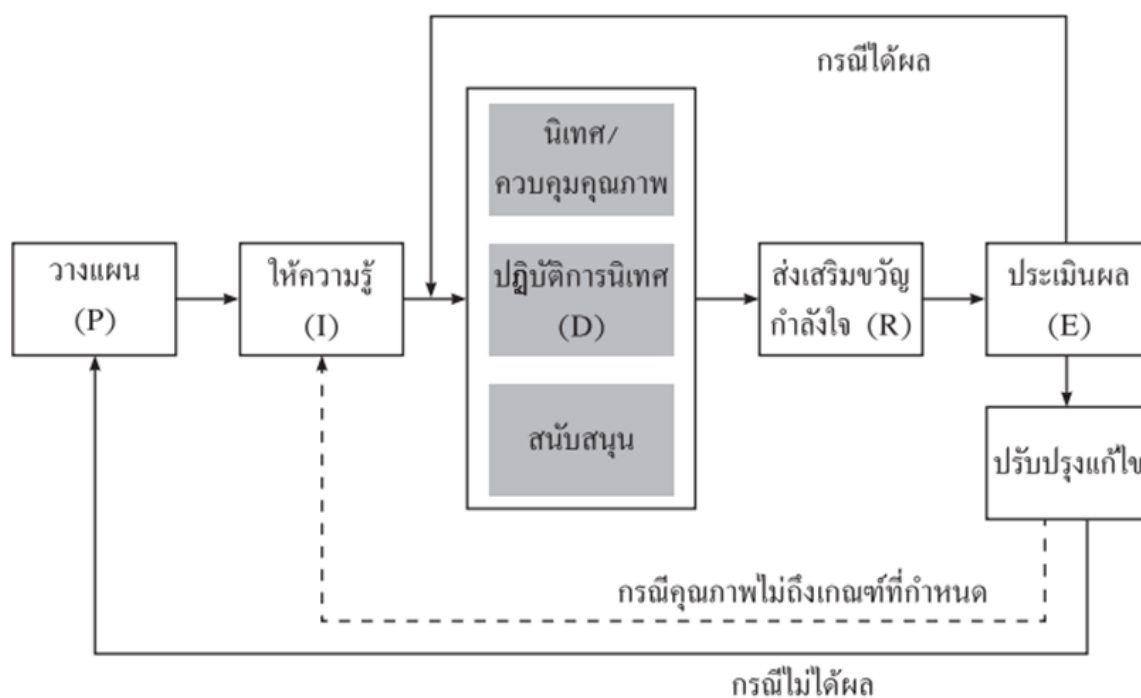 กรณีได้ผล
นิเทศ/
ควบคุมคุณภาพ
วางแผน
(P)
ให้ความรู้
(I)
ปฏิบัติการนิเทศ
(D)
ส่งเสริมขวัญ
กำลังใจ (R)
ประเมินผล
(E)
สนับสนุน
ปรับปรุงแก้ไข
กรณีคุณภาพไม่ถึงเกณฑ์ที่กำหนด
กรณีไม่ได้ผล